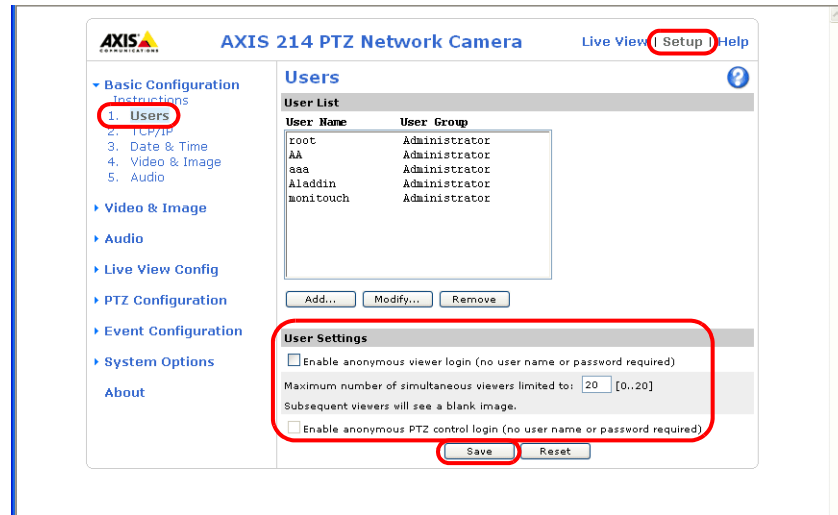 AXIS
COMMUNICATIONS
AXIS 214 PTZ Network Camera
Live View | Setup | Help
Basic Configuration
Instructions
1. Users
2. TCP/IP
3. Date & Time
4. Video & Image
5. Audio
Video & Image
Audio
Live View Config
PTZ Configuration
Event Configuration
System Options
About
Users
?
User List
User Name User Group
root Administrator
AA Administrator
aaa Administrator
Aladdin Administrator
monitouch Administrator
Add... Modify... Remove
User Settings
Enable anonymous viewer login (no user name or password required)
Maximum number of simultaneous viewers limited to: 20 [0..20]
Subsequent viewers will see a blank image.
Enable anonymous PTZ control login (no user name or password required)
Save Reset